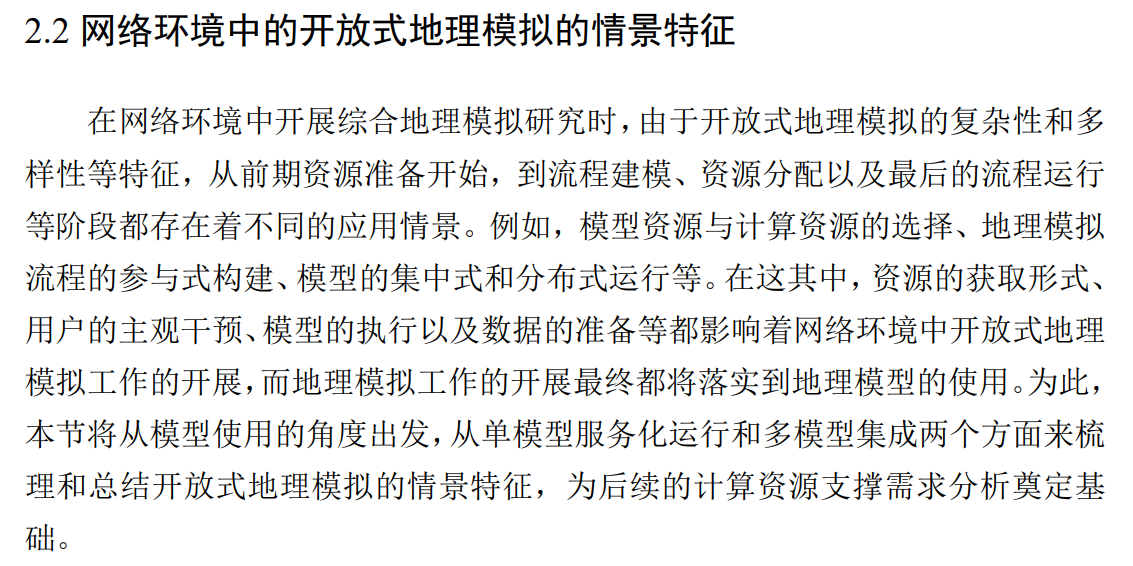 2.2 网络环境中的开放式地理模拟的情景特征
在网络环境中开展综合地理模拟研究时，由于开放式地理模拟的复杂性和多
样性等特征，从前期资源准备开始，到流程建模、资源分配以及最后的流程运行
等阶段都存在着不同的应用情景。例如，模型资源与计算资源的选择、地理模拟
流程的参与式构建、模型的集中式和分布式运行等。在这其中，资源的获取形式、
用户的主观干预、模型的执行以及数据的准备等都影响着网络环境中开放式地理
模拟工作的开展，而地理模拟工作的开展最终都将落实到地理模型的使用。为此，
本节将从模型使用的角度出发，从单模型服务化运行和多模型集成两个方面来梳
理和总结开放式地理模拟的情景特征，为后续的计算资源支撑需求分析奠定基
础。